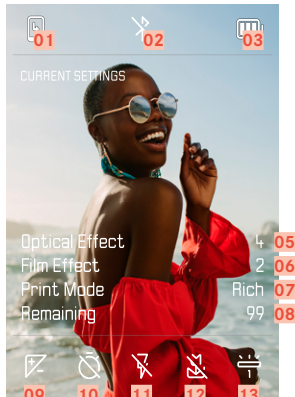 01 02 03
CURRENT SETTINGS
Optical Effect 4 05
Film Effect 2 06
Print Mode Rich 07
Remaining 99 08
09 10 11 12 13